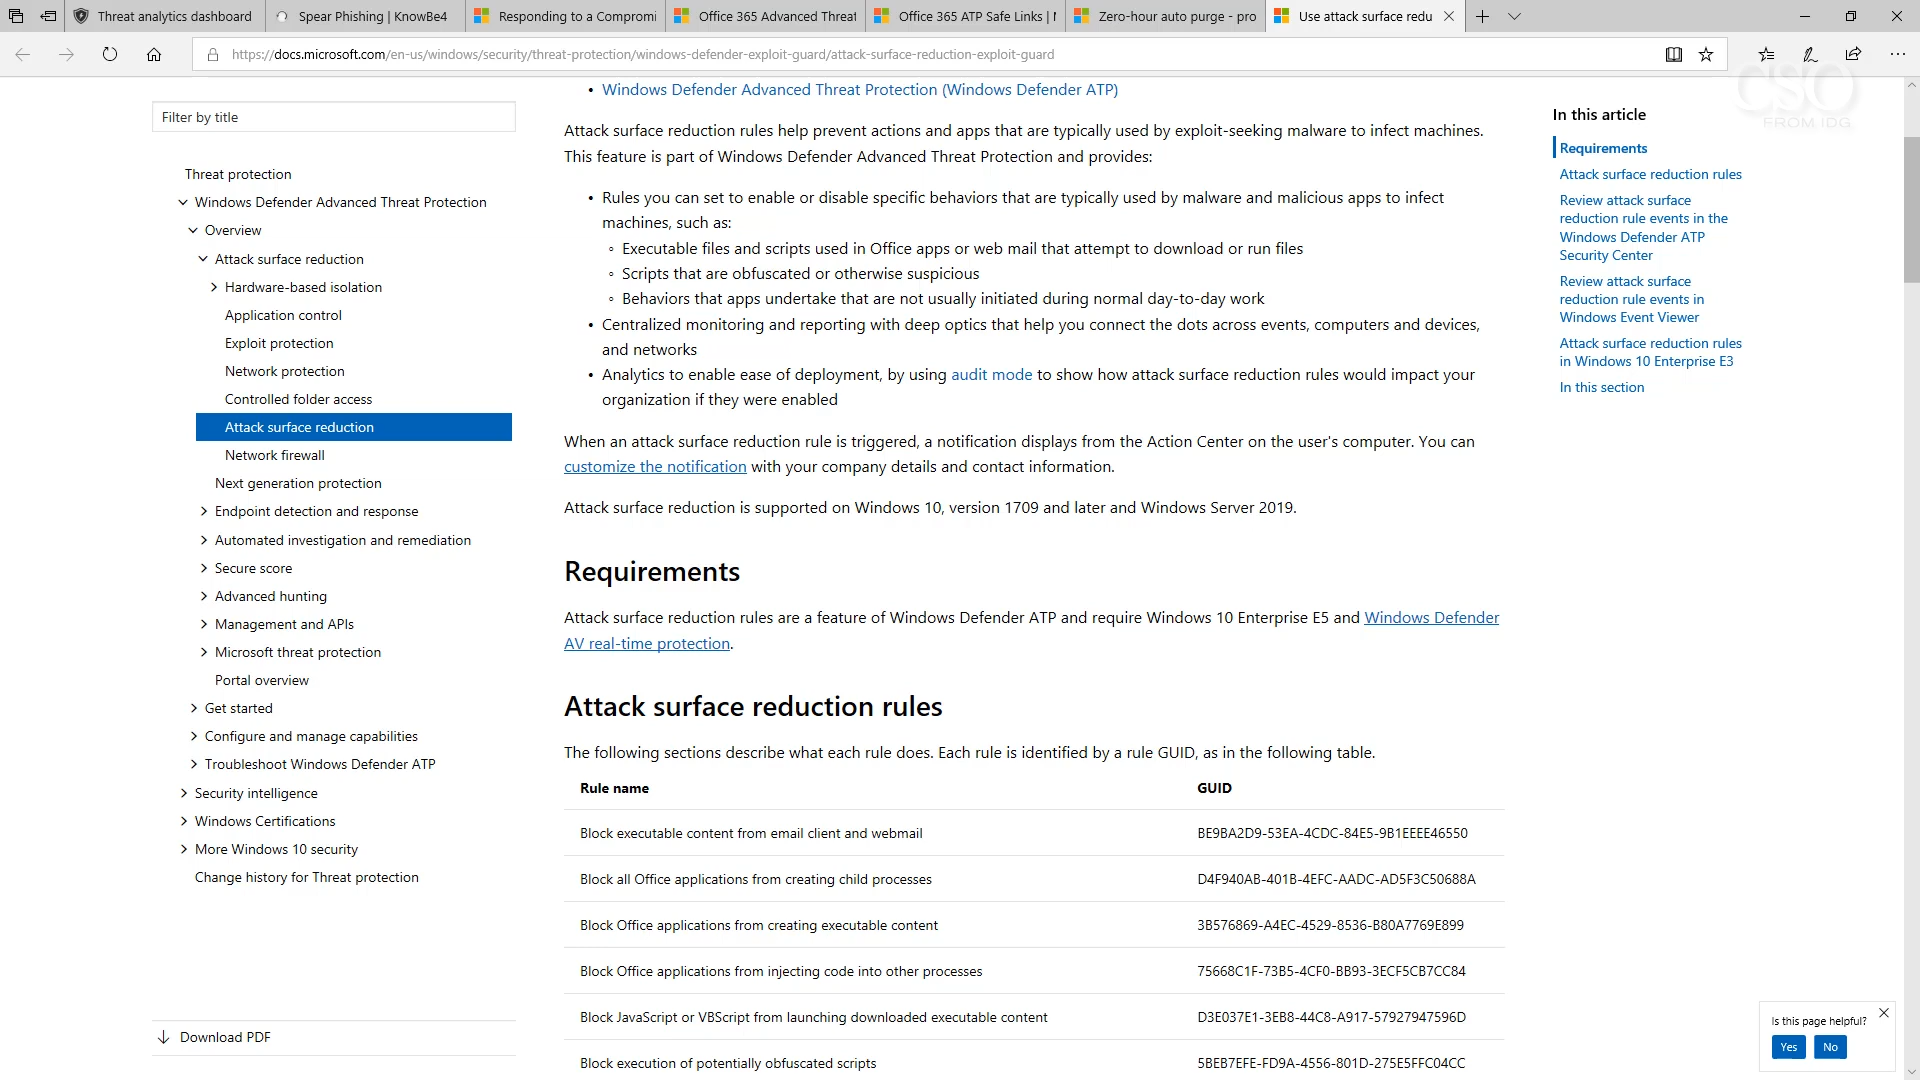 Threat analytics dashboard
Spear Phishing | KnowBe4
Responding to a Compromi
Office 365 Advanced Threat
Office 365 ATP Safe Links | M
Zero-hour auto purge - pro
Use attack surface redu
https://docs.microsoft.com/en-us/windows/security/threat-protection/windows-defender-exploit-guard/attack-surface-reduction-exploit-guard
CSO
FROM IDG
Filter by title
Threat protection
Windows Defender Advanced Threat Protection
Overview
Attack surface reduction
Hardware-based isolation
Application control
Exploit protection
Network protection
Controlled folder access
Attack surface reduction
Network firewall
Next generation protection
Endpoint detection and response
Automated investigation and remediation
Secure score
Advanced hunting
Management and APIs
Microsoft threat protection
Portal overview
Get started
Configure and manage capabilities
Troubleshoot Windows Defender ATP
Security intelligence
Windows Certifications
More Windows 10 security
Change history for Threat protection
Download PDF
• Windows Defender Advanced Threat Protection (Windows Defender ATP)
Attack surface reduction rules help prevent actions and apps that are typically used by exploit-seeking malware to infect machines.
This feature is part of Windows Defender Advanced Threat Protection and provides:
• Rules you can set to enable or disable specific behaviors that are typically used by malware and malicious apps to infect
machines, such as:
◦ Executable files and scripts used in Office apps or web mail that attempt to download or run files
◦ Scripts that are obfuscated or otherwise suspicious
◦ Behaviors that apps undertake that are not usually initiated during normal day-to-day work
• Centralized monitoring and reporting with deep optics that help you connect the dots across events, computers and devices,
and networks
• Analytics to enable ease of deployment, by using audit mode to show how attack surface reduction rules would impact your
organization if they were enabled
When an attack surface reduction rule is triggered, a notification displays from the Action Center on the user's computer. You can
customize the notification with your company details and contact information.
Attack surface reduction is supported on Windows 10, version 1709 and later and Windows Server 2019.
Requirements
Attack surface reduction rules are a feature of Windows Defender ATP and require Windows 10 Enterprise E5 and Windows Defender
AV real-time protection.
Attack surface reduction rules
The following sections describe what each rule does. Each rule is identified by a rule GUID, as in the following table.
Rule name GUID
Block executable content from email client and webmail BE9BA2D9-53EA-4CDC-84E5-9B1EEEE46550
Block all Office applications from creating child processes D4F940AB-401B-4EFC-AADC-AD5F3C50688A
Block Office applications from creating executable content 3B576869-A4EC-4529-8536-B80A7769E899
Block Office applications from injecting code into other processes 75668C1F-73B5-4CF0-BB93-3ECF5CB7CC84
Block JavaScript or VBScript from launching downloaded executable content D3E037E1-3EB8-44C8-A917-57927947596D
Block execution of potentially obfuscated scripts 5BEB7EFE-FD9A-4556-801D-275E5FFC04CC
In this article
Requirements
Attack surface reduction rules
Review attack surface
reduction rule events in the
Windows Defender ATP
Security Center
Review attack surface
reduction rule events in
Windows Event Viewer
Attack surface reduction rules
in Windows 10 Enterprise E3
In this section
Is this page helpful?
Yes No